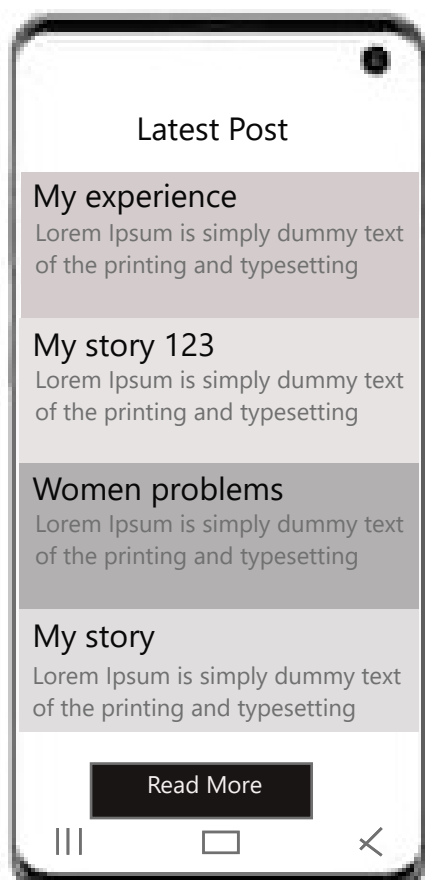 Latest Post
My experience
Lorem Ipsum is simply dummy text
of the printing and typesetting
My story 123
Lorem Ipsum is simply dummy text
of the printing and typesetting
Women problems
Lorem Ipsum is simply dummy text
of the printing and typesetting
My story
Lorem Ipsum is simply dummy text
of the printing and typesetting
Read More